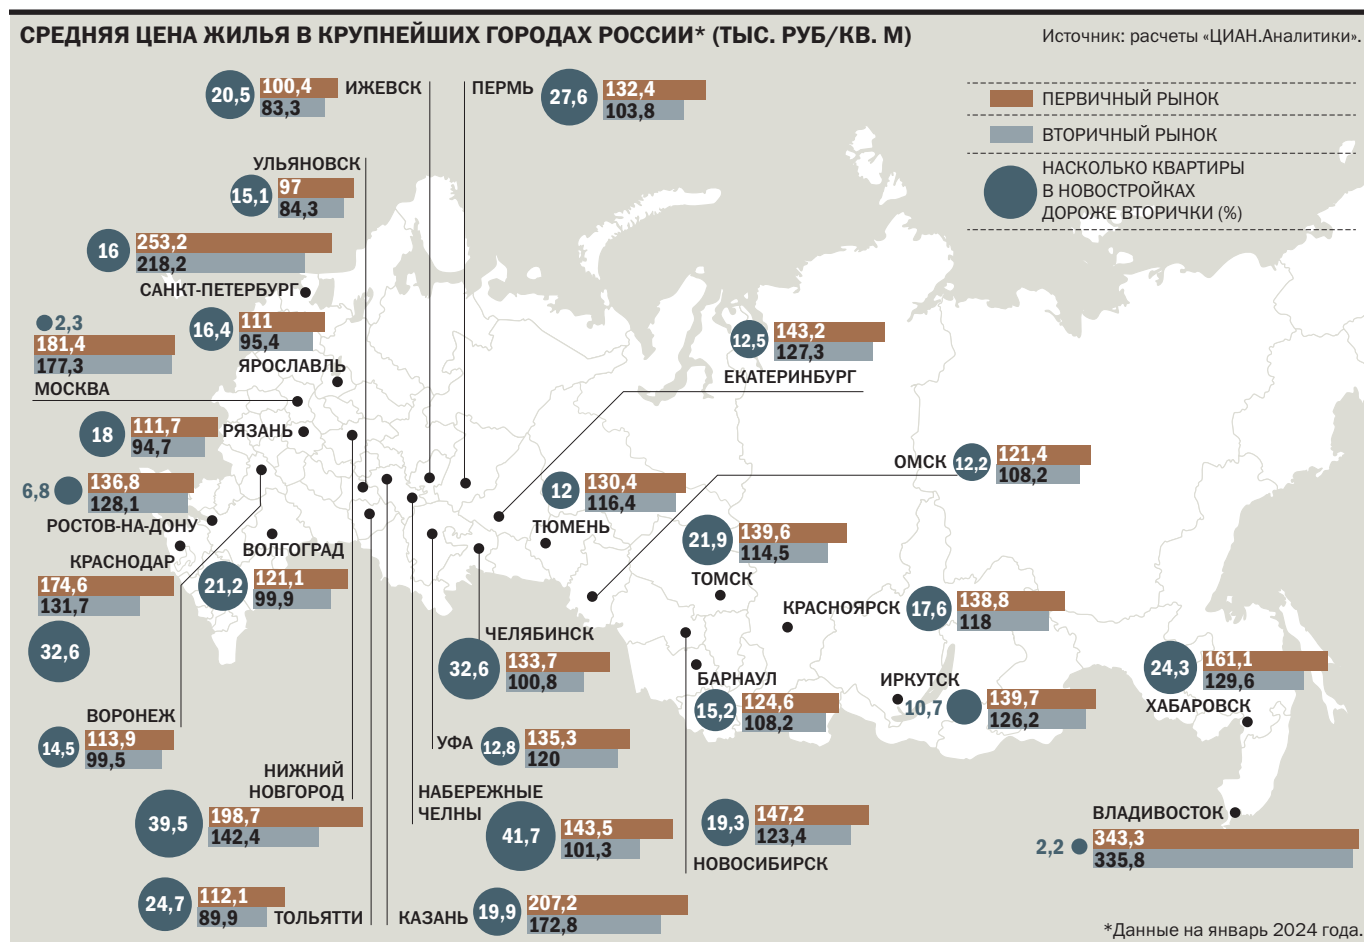 СРЕДНЯЯ ЦЕНА ЖИЛЬЯ В КРУПНЕЙШИХ ГОРОДАХ РОССИИ* (ТЫС. РУБ/КВ. М)
Источник: расчеты «ЦИАН.Аналитики».
ПЕРВИЧНЫЙ РЫНОК
ВТОРИЧНЫЙ РЫНОК
НАСКОЛЬКО КВАРТИРЫ
В НОВОСТРОЙКАХ
ДОРОЖЕ ВТОРИЧКИ (%)
20,5
100,4
83,3
ИЖЕВСК
ПЕРМЬ
27,6
132,4
103,8
УЛЬЯНОВСК
15,1
97
84,3
16
253,2
218,2
САНКТ-ПЕТЕРБУРГ
2,3
181,4
177,3
МОСКВА
16,4
111
95,4
ЯРОСЛАВЛЬ
12,5
143,2
127,3
ЕКАТЕРИНБУРГ
18
111,7
94,7
РЯЗАНЬ
ОМСК
12,2
121,4
108,2
6,8
136,8
128,1
РОСТОВ-НА-ДОНУ
12
130,4
116,4
ТЮМЕНЬ
КРАСНОДАР
174,6
131,7
32,6
ВОЛГОГРАД
21,2
121,1
99,9
21,9
139,6
114,5
ТОМСК
КРАСНОЯРСК
17,6
138,8
118
ЧЕЛЯБИНСК
32,6
133,7
100,8
БАРНАУЛ
15,2
124,6
108,2
ИРКУТСК
10,7
139,7
126,2
24,3
161,1
129,6
ХАБАРОВСК
ВОРОНЕЖ
14,5
113,9
99,5
УФА
12,8
135,3
120
НИЖНИЙ
НОВГОРОД
39,5
198,7
142,4
НАБЕРЕЖНЫЕ
ЧЕЛНЫ
41,7
143,5
101,3
19,3
147,2
123,4
НОВОСИБИРСК
ВЛАДИВОСТОК
2,2
343,3
335,8
24,7
112,1
89,9
ТОЛЬЯТТИ
КАЗАНЬ
19,9
207,2
172,8
*Данные на январь 2024 года.